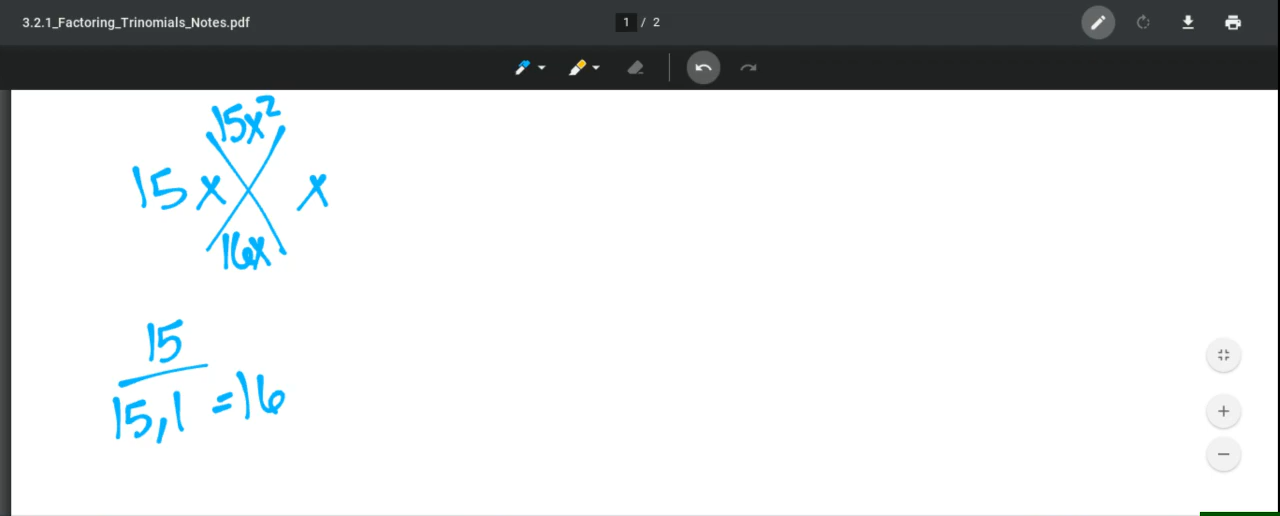 3.2.1_Factoring_Trinomials_Notes.pdf
1 / 2
15x²
15x x
16x
15
15,1 =16